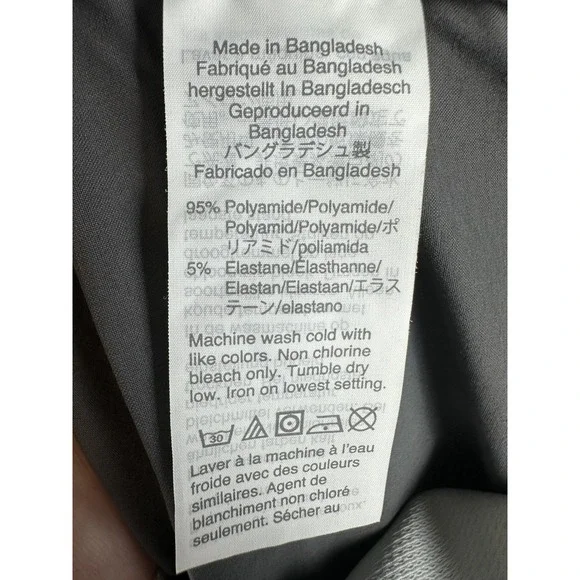 Made in Bangladesh
Fabriqué au Bangladesh
hergestellt In Bangladesch
Geproduceerd in
Bangladesh
バングラデシュ製
Fabricado en Bangladesh
95% Polyamide/Polyamide/
Polyamid/Polyamide/ポ
リアミド/poliamida
5% Elastane/Élasthanne/
Elastan/Elastaan/エラス
テーン/elastano
Machine wash cold with
like colors. Non chlorine
bleach only. Tumble dry
low. Iron on lowest setting.
30
Laver à la machine à l'eau
froide avec des couleurs
similaires. Agent de
blanchiment non chloré
seulement. Sécher au